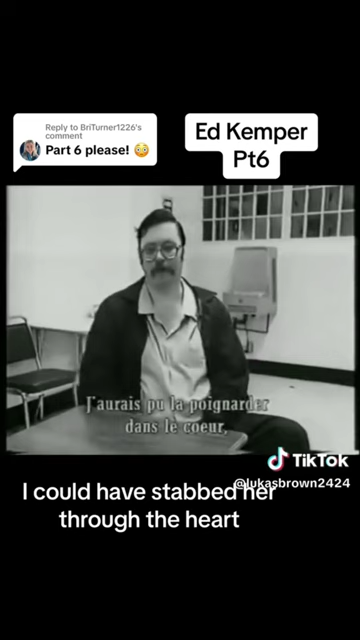 Reply to BriTurner1226's
comment
Part 6 please! 😳
Ed Kemper
Pt6
J'aurais pu la poignarder
dans le coeur,
TikTok
@lukasbrown2424
I could have stabbed her
through the heart